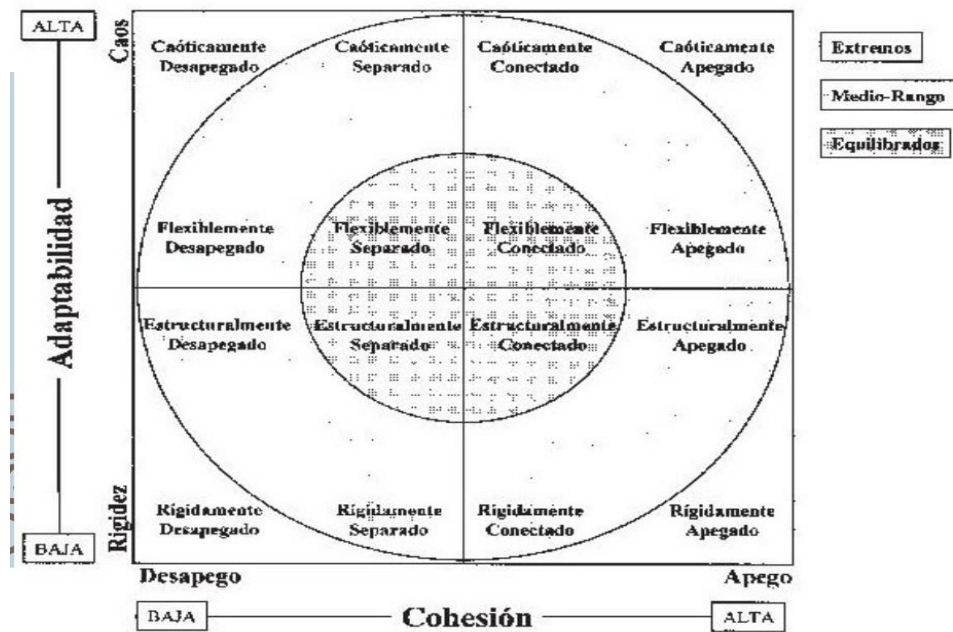 ALTA
Caos
Caóticamente
Desapegado
Caóticamente
Separado
Caóticamente
Conectado
Caóticamente
Apegado
Extremos
Medio-Rango
Equilibrados
Adaptabilidad
Flexiblemente
Desapegado
Flexiblemente
Separado
Flexiblemente
Conectado
Flexiblemente
Apegado
Estructuralmente
Desapegado
Estructuralmente
Separado
Estructuralmente
Conectado
Estructuralmente
Apegado
Rígidamente
Desapegado
Rígidamente
Separado
Rigidamente
Conectado
Rígidamente
Apegado
Rigidez
BAJA
Desapego
Apego
BAJA
Cohesión
ALTA